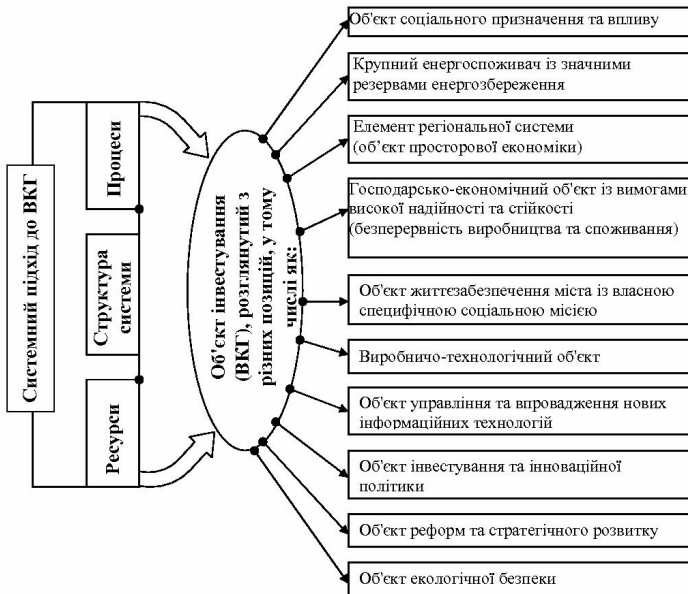 Системний підхід до ВКГ
Процеси
Структура
системи
Ресурси
Об'єкт інвестування
(ВКГ), розглянутий з
різних позицій, у тому
числі як:
Об'єкт соціального призначення та впливу
Крупний енергоспоживач із значними
резервами енергозбереження
Елемент регіональної системи
(об’єкт просторової економіки)
Господарсько-економічний об'єкт із вимогами
високої надійності та стійкості
(безперервність виробництва та споживання)
Об'єкт життєзабезпечення міста із власною
специфічною соціальною місією
Виробничо-технологічний об'єкт
Об'єкт управління та впровадження нових
інформаційних технологій
Об'єкт інвестування та інноваційної
політики
Об'єкт реформ та стратегічного розвитку
Об'єкт екологічної безпеки